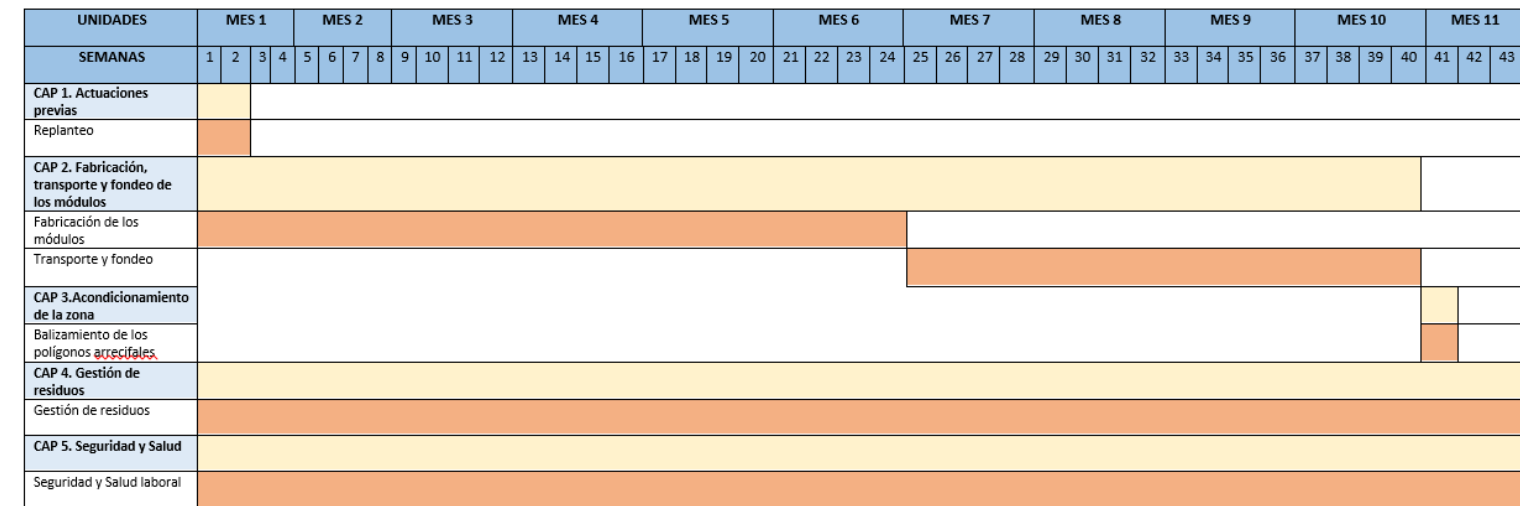 UNIDADES MES 1 MES 2 MES 3 MES 4 MES 5 MES 6 MES 7 MES 8 MES 9 MES 10 MES 11
SEMANAS 1 2 3 4 5 6 7 8 9 10 11 12 13 14 15 16 17 18 19 20 21 22 23 24 25 26 27 28 29 30 31 32 33 34 35 36 37 38 39 40 41 42 43
CAP 1. Actuaciones
previas
Replanteo
CAP 2. Fabricación,
transporte y fondeo de
los módulos
Fabricación de los
módulos
Transporte y fondeo
CAP 3.Acondicionamiento
de la zona
Balizamiento de los
polígonos arrecifales
CAP 4. Gestión de
residuos
Gestión de residuos
CAP 5. Seguridad y Salud
Seguridad y Salud laboral